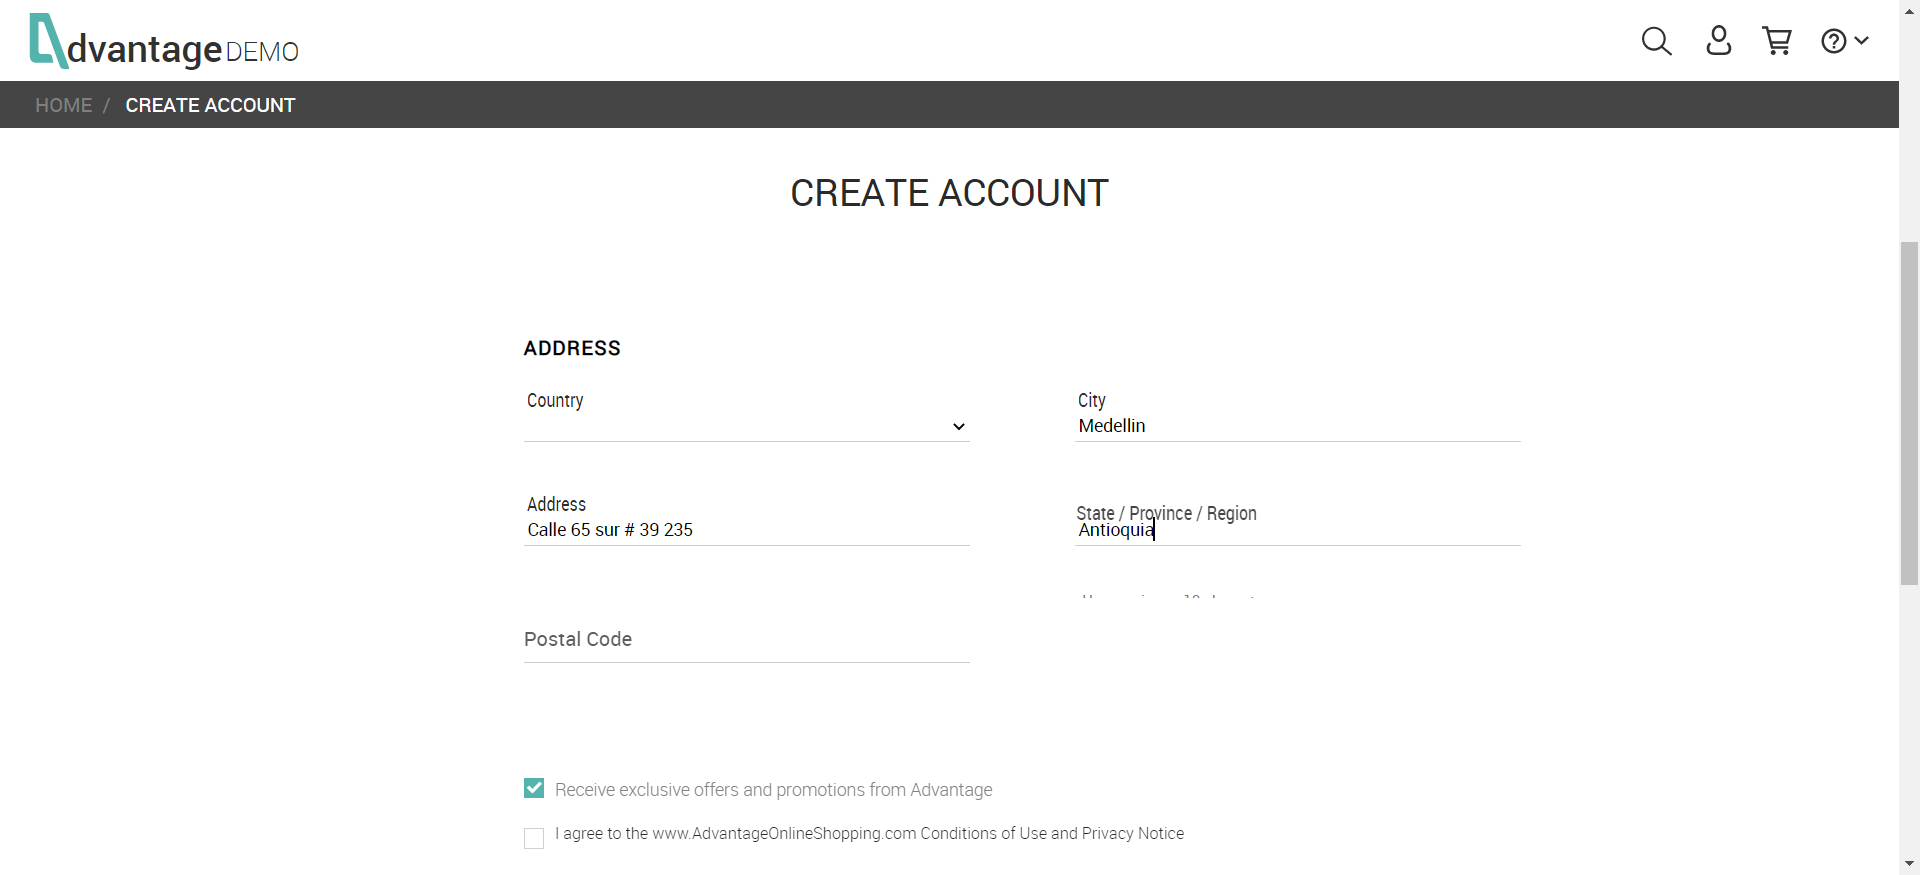 dvantage DEMO
HOME / CREATE ACCOUNT
CREATE ACCOUNT
ADDRESS
Country
City
Medellin
Address
Calle 65 sur # 39 235
State / Province / Region
Antioquia
Postal Code
Receive exclusive offers and promotions from Advantage
I agree to the www.AdvantageOnlineShopping.com Conditions of Use and Privacy Notice